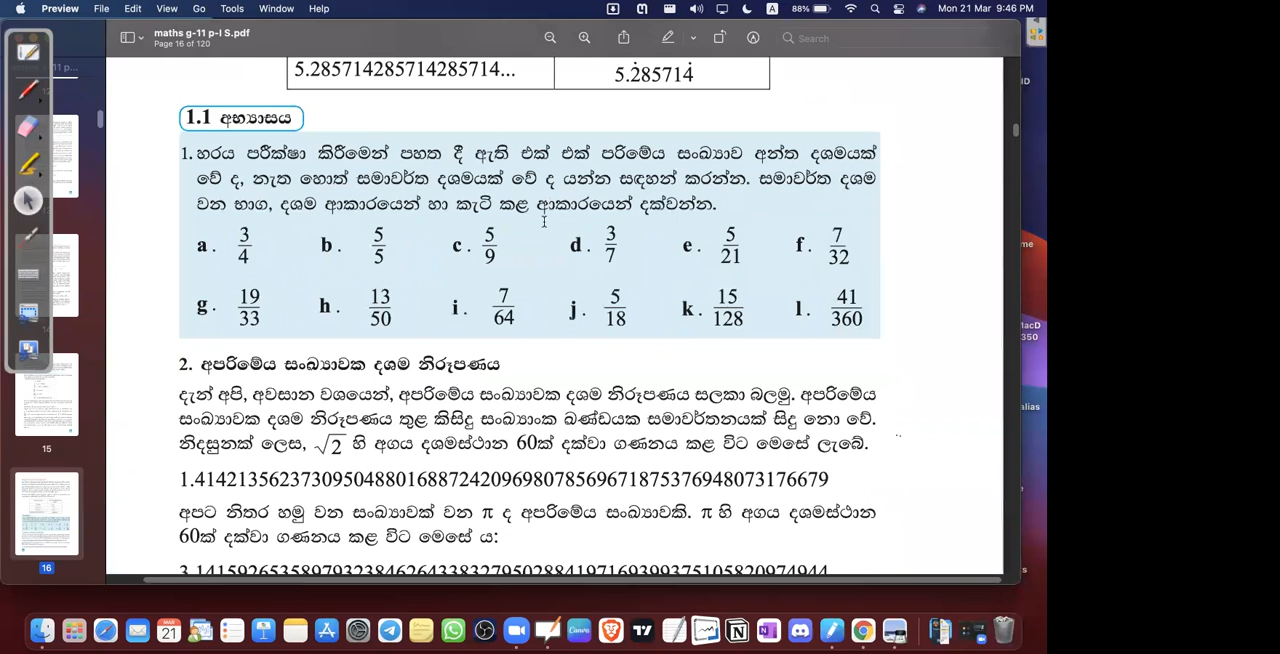 Preview File Edit View Go Tools Window Help 88% Mon 21 Mar 9:46 PM
maths g-11 p-I S.pdf
Page 16 of 120
Search
5.285714285714285714... 5.2̇85714̇
1.1 අභ්‍යාසය
1. හරය පරීක්ෂා කිරීමෙන් පහත දී ඇති එක් එක් පරිමේය සංඛ්‍යාව අන්ත දශමයක්
වේ ද, නැත හොත් සමාවර්ත දශමයක් වේ ද යන්න සඳහන් කරන්න. සමාවර්ත දශම
වන භාග, දශම ආකාරයෙන් හා කැටි කළ ආකාරයෙන් දක්වන්න.
a. 3/4 b. 5/5 c. 5/9 d. 3/7 e. 5/21 f. 7/32
g. 19/33 h. 13/50 i. 7/64 j. 5/18 k. 15/128 l. 41/360
2. අපරිමේය සංඛ්‍යාවක දශම නිරූපණය
දැන් අපි, අවසාන වශයෙන්, අපරිමේය සංඛ්‍යාවක දශම නිරූපණය සලකා බලමු. අපරිමේය
සංඛ්‍යාවක දශම නිරූපණය තුළ කිසිදු සංඛ්‍යාංක ඛණ්ඩයක සමාවර්තනයක් සිදු නො වේ.
නිදසුනක් ලෙස, √2 හි අගය දශමස්ථාන 60ක් දක්වා ගණනය කළ විට මෙසේ ලැබේ.
1.414213562373095048801688724209698078569671875376948073176679
අපට නිතර හමු වන සංඛ්‍යාවක් වන π ද අපරිමේය සංඛ්‍යාවකි. π හි අගය දශමස්ථාන
60ක දක්වා ගණනය කළ විට මෙසේ ය:
3.141592653589793238462643383279502884197169399375105820974944
15
16